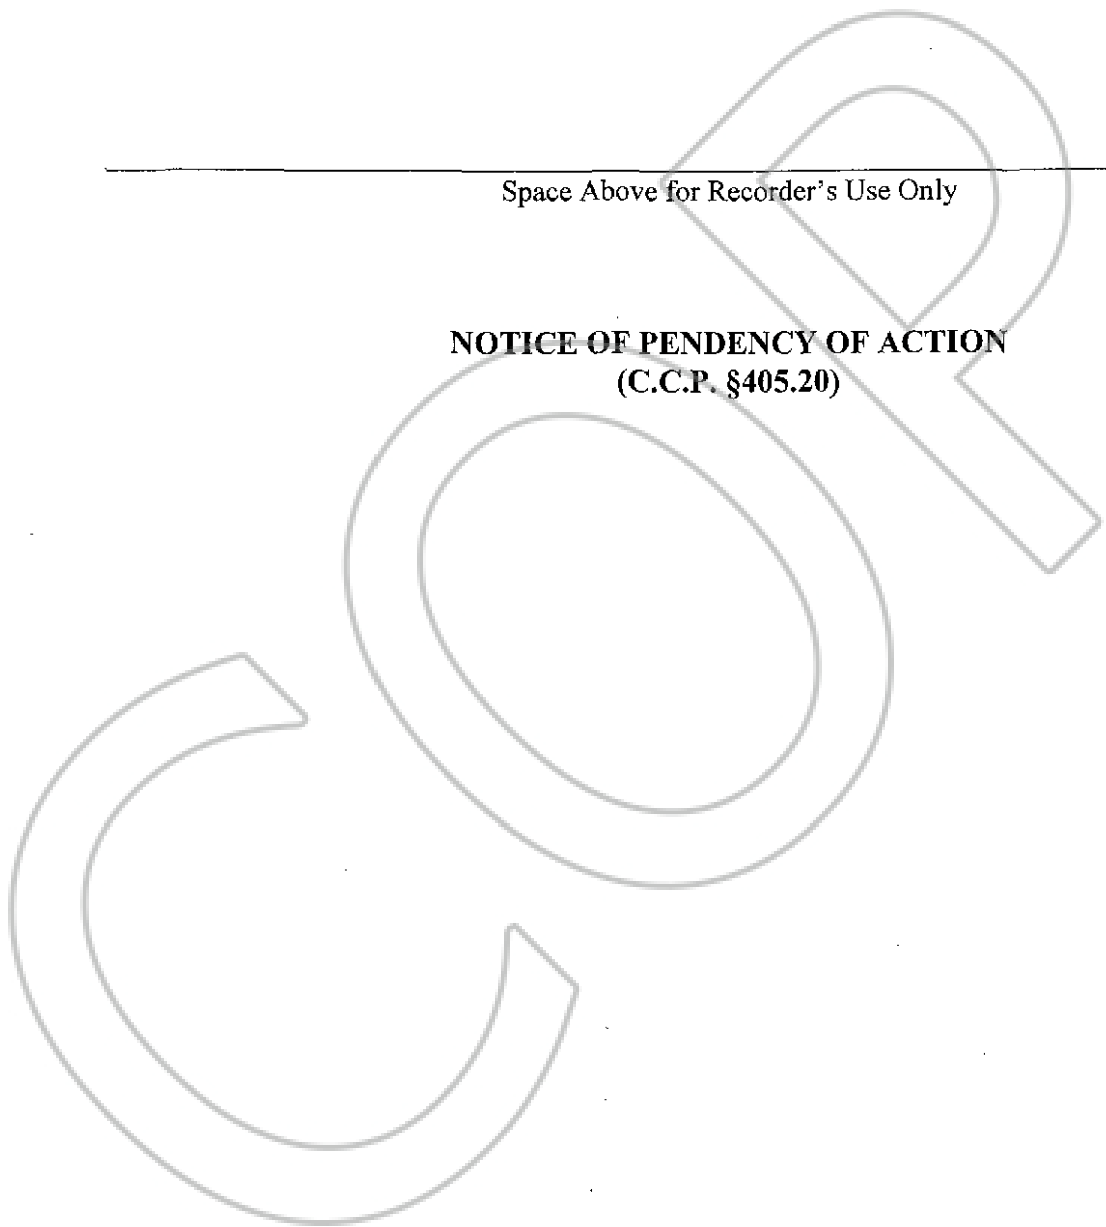 Space Above for Recorder's Use Only
NOTICE OF PENDENCY OF ACTION
(C.C.P. §405.20)
COP